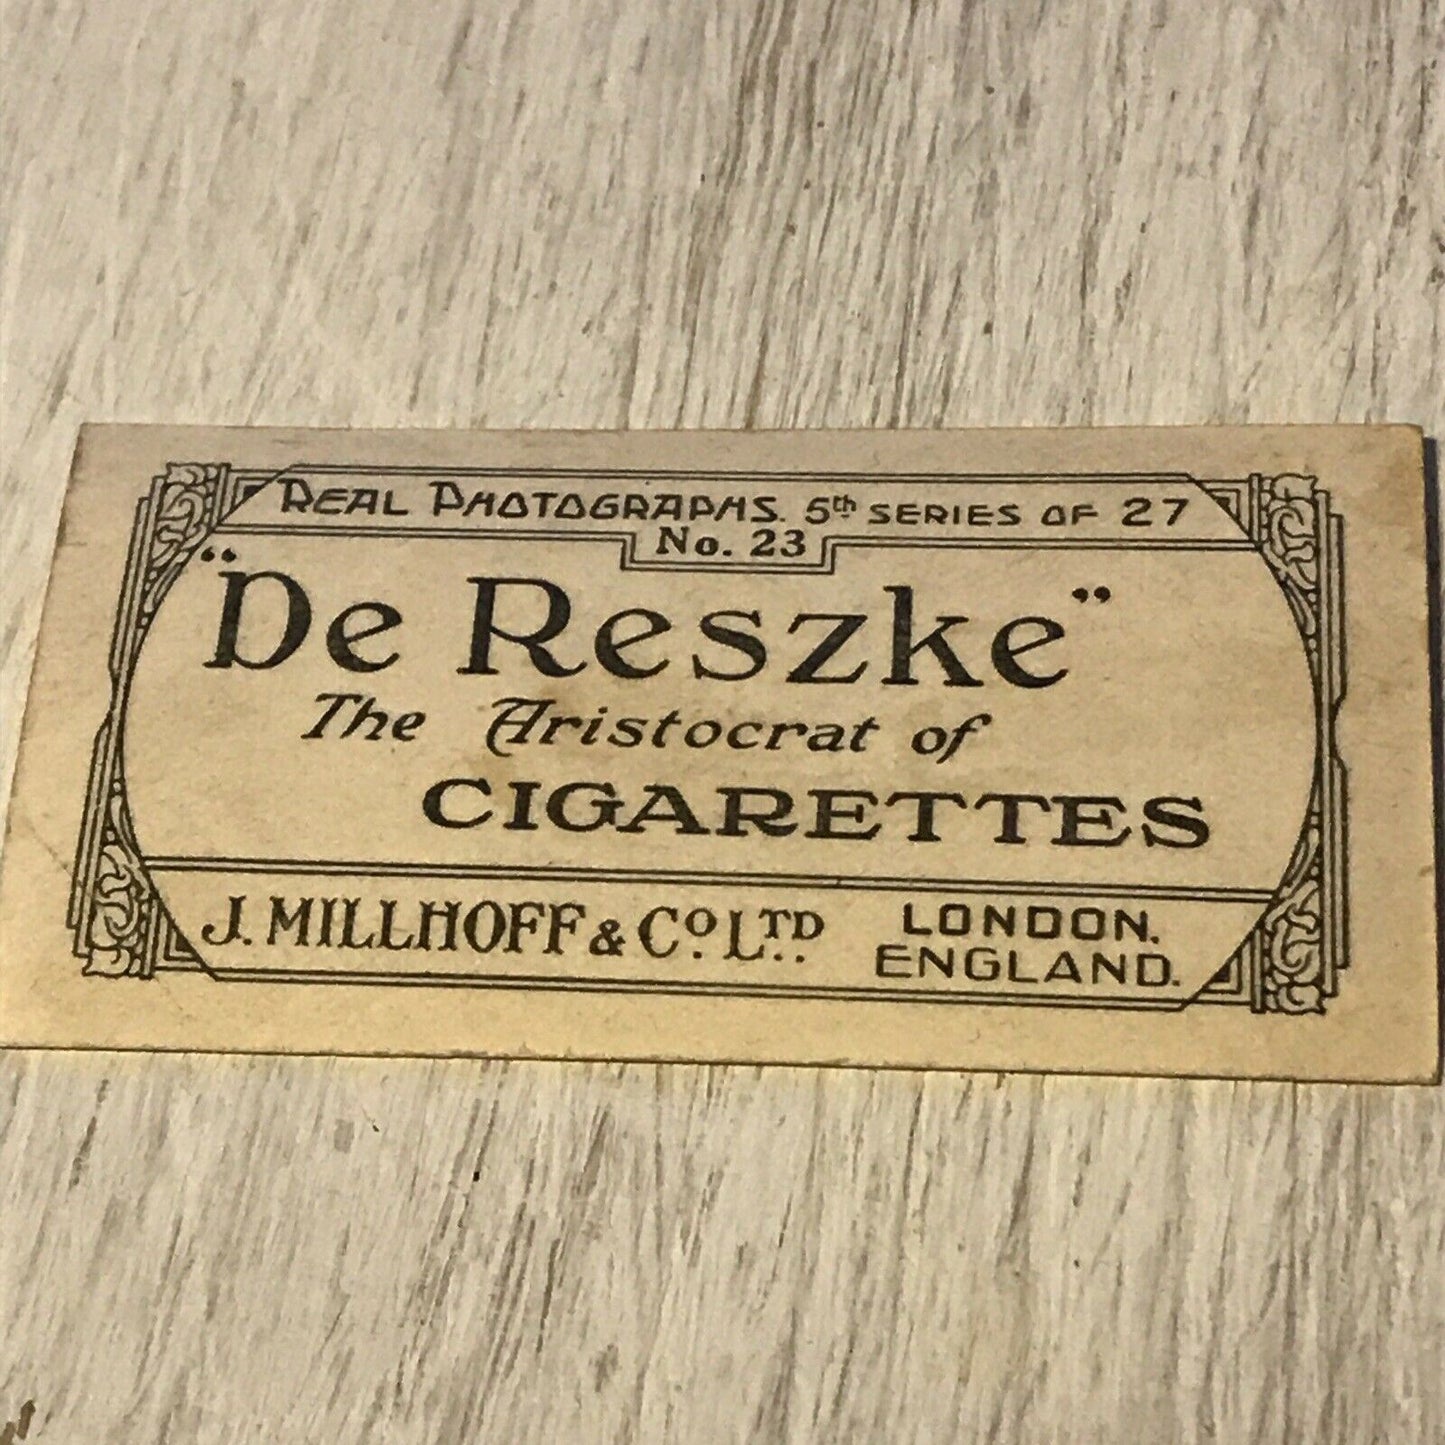 REAL PHOTOGRAPHS. 5th SERIES OF 27
No. 23
"De Reszke"
The Aristocrat of
CIGARETTES
J. MILLHOFF & Co. LTD.
LONDON.
ENGLAND.